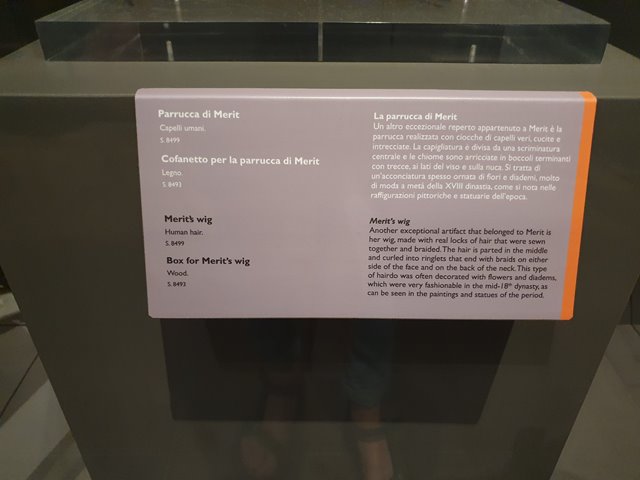 Parrucca di Merit
Capelli umani.
S. 8499
Cofanetto per la parrucca di Merit
Legno.
S. 8493
Merit's wig
Human hair.
S. 8499
Box for Merit's wig
Wood.
S. 8493
La parrucca di Merit
Un altro eccezionale reperto appartenuto a Merit è la
parrucca realizzata con ciocche di capelli veri, cucite e
intrecciate. La capigliatura è divisa da una scriminatura
centrale e le chiome sono arricciate in boccoli terminanti
con trecce, ai lati del viso e sulla nuca. Si tratta di
un'acconciatura spesso ornata di fiori e diademi, molto
di moda a metà della XVIII dinastia, come si nota nelle
raffigurazioni pittoriche e statuarie dell'epoca.
Merit's wig
Another exceptional artifact that belonged to Merit is
her wig, made with real locks of hair that were sewn
together and braided. The hair is parted in the middle
and curled into ringlets that end with braids on either
side of the face and on the back of the neck. This type
of hairdo was often decorated with flowers and diadems,
which were very fashionable in the mid-18th dynasty, as
can be seen in the paintings and statues of the period.